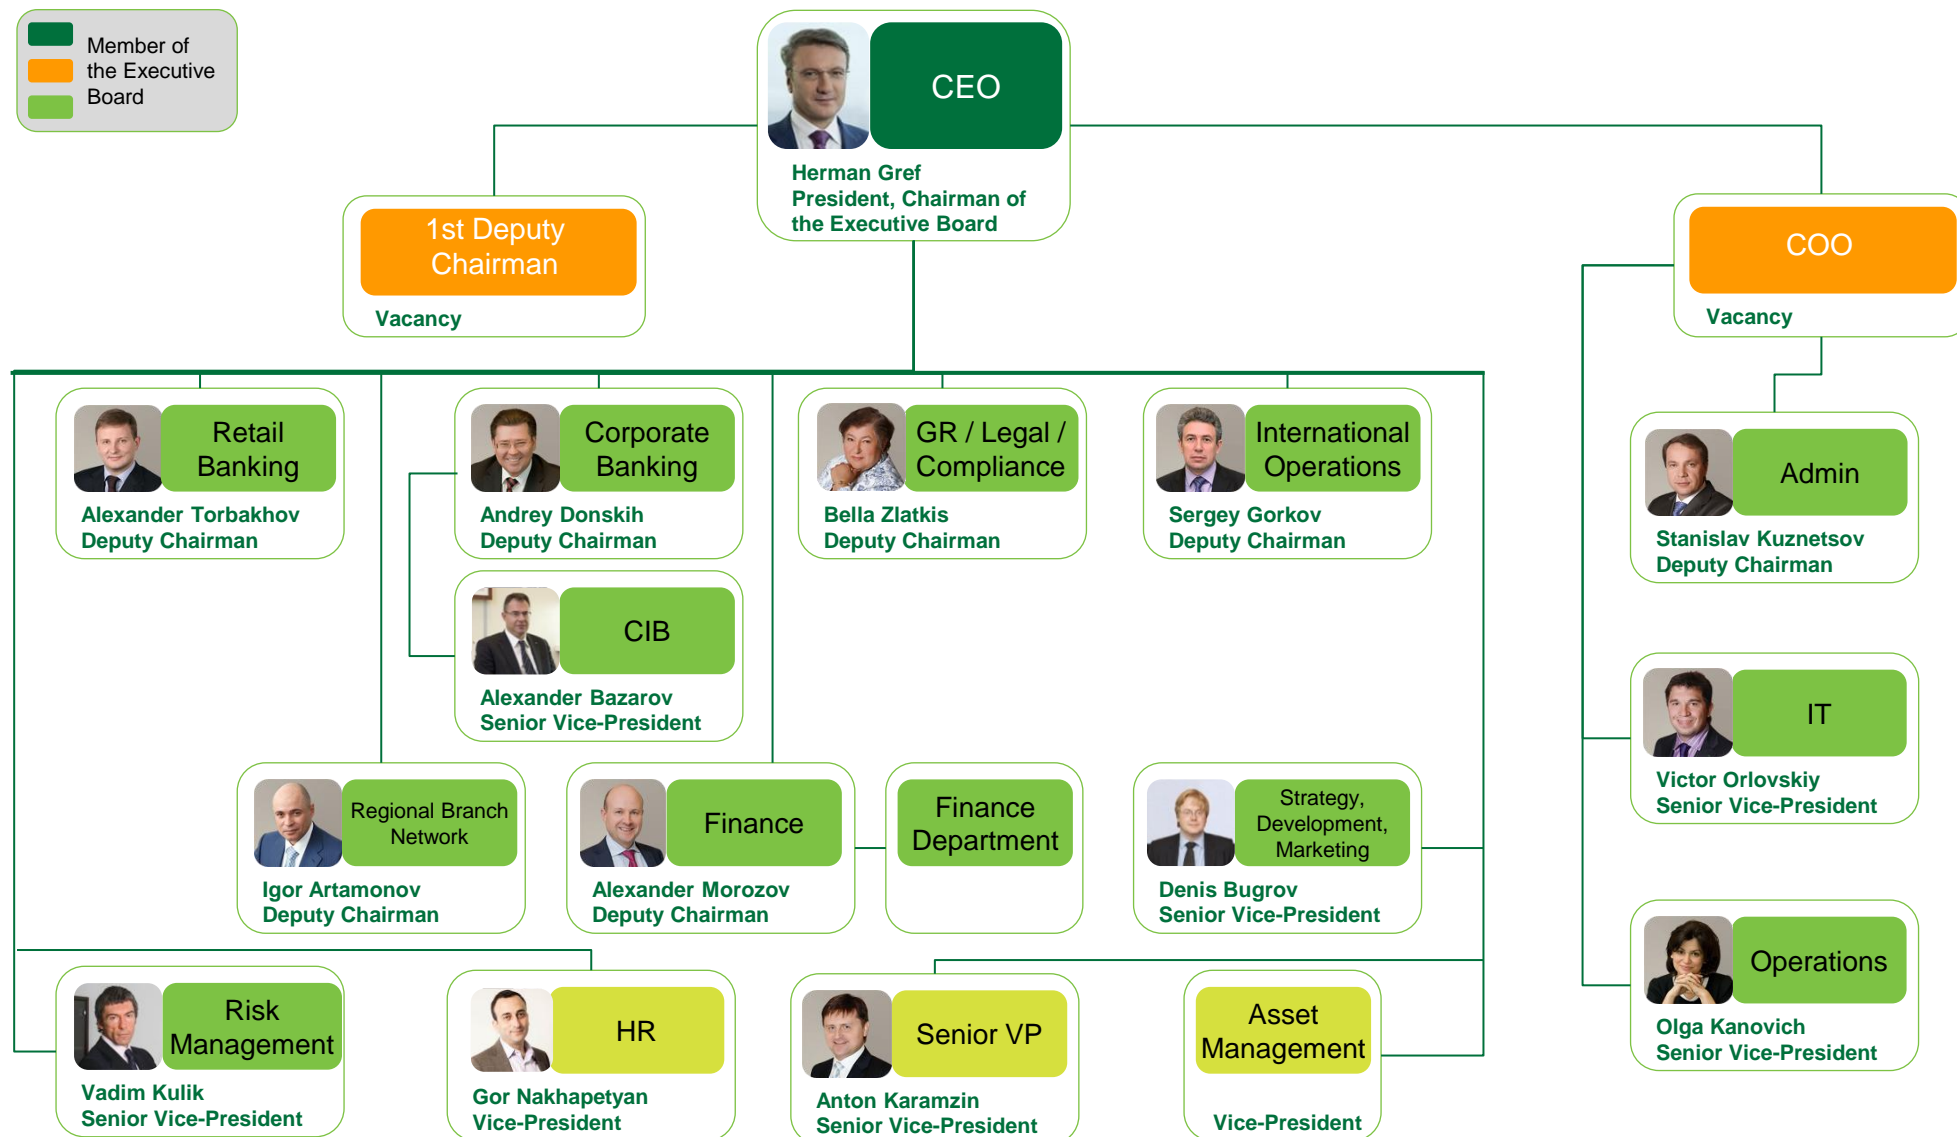 Member of
the Executive
Board
CEO
Herman Gref
President, Chairman of
the Executive Board
1st Deputy
Chairman
Vacancy
COO
Vacancy
Retail
Banking
Alexander Torbakhov
Deputy Chairman
Corporate
Banking
Andrey Donskih
Deputy Chairman
GR / Legal /
Compliance
Bella Zlatkis
Deputy Chairman
International
Operations
Sergey Gorkov
Deputy Chairman
Admin
Stanislav Kuznetsov
Deputy Chairman
CIB
Alexander Bazarov
Senior Vice-President
IT
Victor Orlovskiy
Senior Vice-President
Regional Branch
Network
Igor Artamonov
Deputy Chairman
Finance
Alexander Morozov
Deputy Chairman
Finance
Department
Strategy,
Development,
Marketing
Denis Bugrov
Senior Vice-President
Operations
Olga Kanovich
Senior Vice-President
Risk
Management
Vadim Kulik
Senior Vice-President
HR
Gor Nakhapetyan
Vice-President
Senior VP
Anton Karamzin
Senior Vice-President
Asset
Management
Vice-President